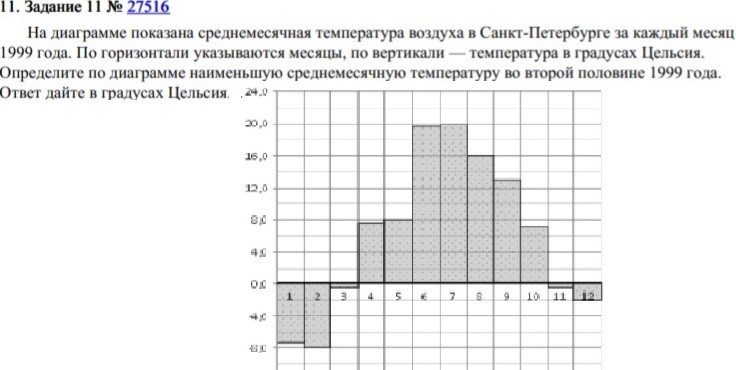 11. Задание 11 № 27516
На диаграмме показана среднемесячная температура воздуха в Санкт-Петербурге за каждый месяц
1999 года. По горизонтали указываются месяцы, по вертикали — температура в градусах Цельсия.
Определите по диаграмме наименьшую среднемесячную температуру во второй половине 1999 года.
Ответ дайте в градусах Цельсия.
24,0
20,0
16,0
12,0
8,0
4,0
0,0
1 2 3 4 5 6 7 8 9 10 11 12
-4,0
-8,0